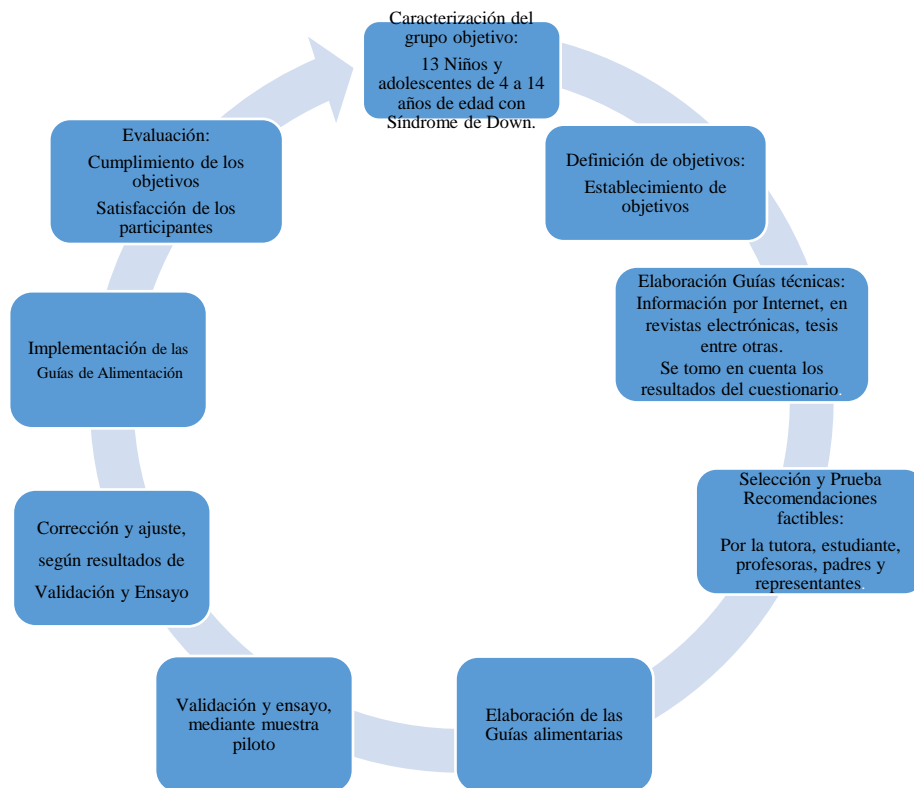 Caracterización del
grupo objetivo:
13 Niños y
adolescentes de 4 a 14
años de edad con
Síndrome de Down.
Definición de objetivos:
Establecimiento de
objetivos
Elaboración Guías técnicas:
Información por Internet, en
revistas electrónicas, tesis
entre otras.
Se tomo en cuenta los
resultados del cuestionario.
Selección y Prueba
Recomendaciones
factibles:
Por la tutora, estudiante,
profesoras, padres y
representantes.
Elaboración de las
Guías alimentarias
Validación y ensayo,
mediante muestra
piloto
Corrección y ajuste,
según resultados de
Validación y Ensayo
Implementación de las
Guías de Alimentación
Evaluación:
Cumplimiento de los
objetivos
Satisfacción de los
participantes